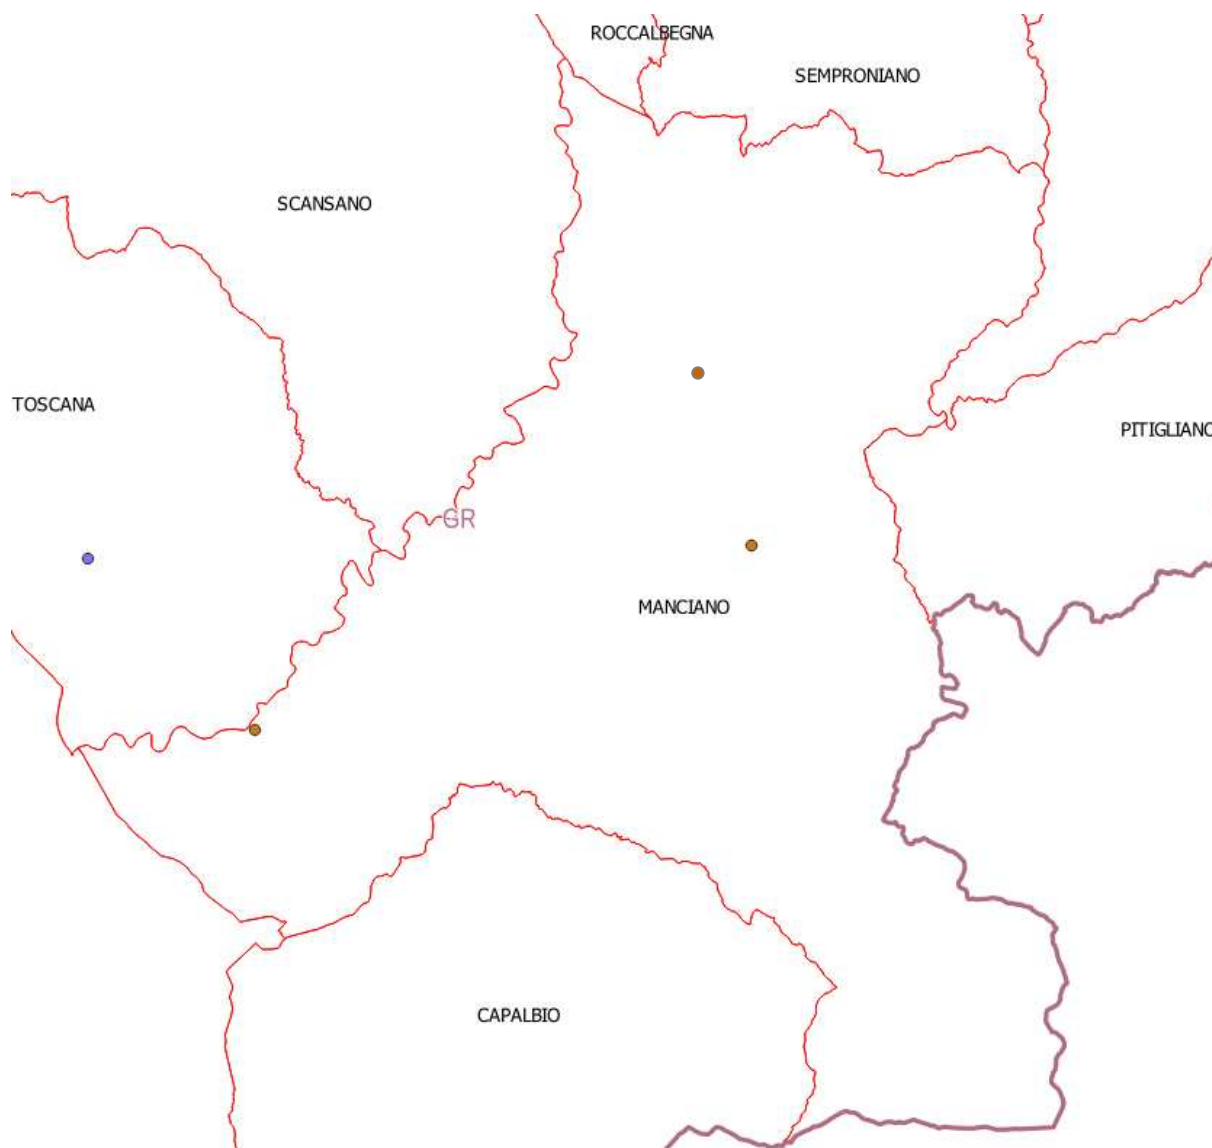 ROCCALBEGNA
SEMPRONIANO
SCANSANO
TOSCANA
PITIGLIANO
GR
MANCIANO
CAPALBIO